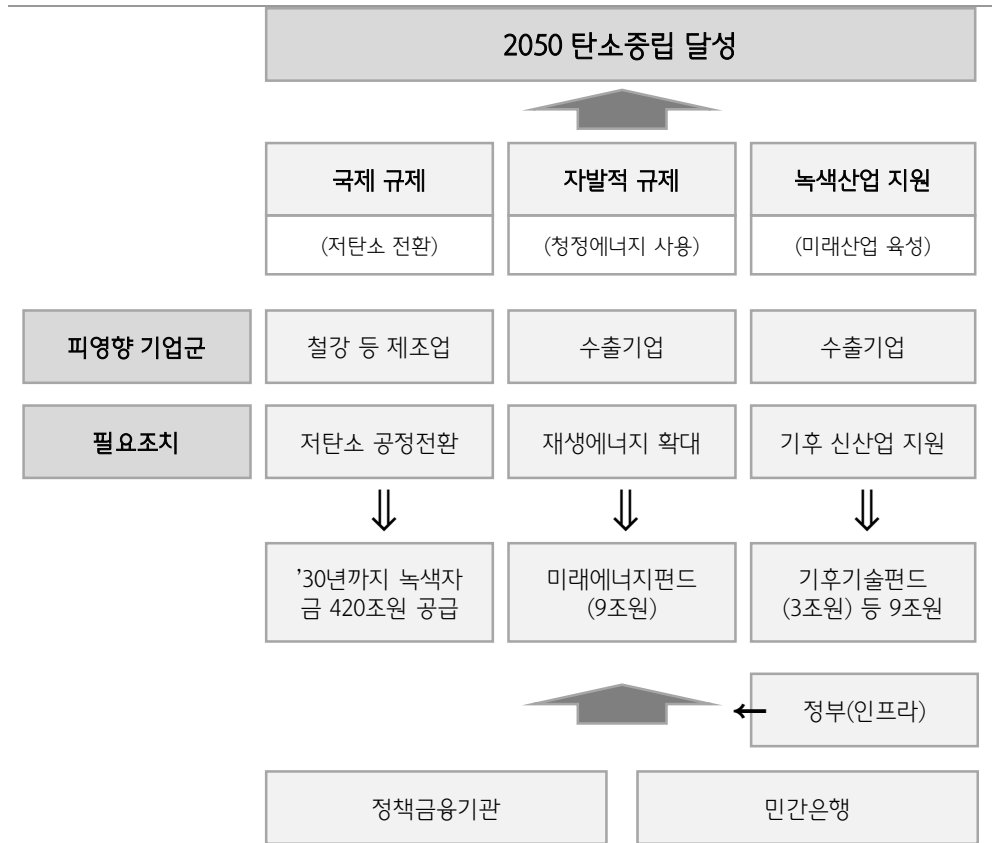 2050 탄소중립 달성
국제 규제
자발적 규제
녹색산업 지원
(저탄소 전환)
(청정에너지 사용)
(미래산업 육성)
피영향 기업군
철강 등 제조업
수출기업
수출기업
필요조치
저탄소 공정전환
재생에너지 확대
기후 신산업 지원
’30년까지 녹색자
금 420조원 공급
미래에너지펀드
(9조원)
기후기술펀드
(3조원) 등 9조원
정부(인프라)
정책금융기관
민간은행